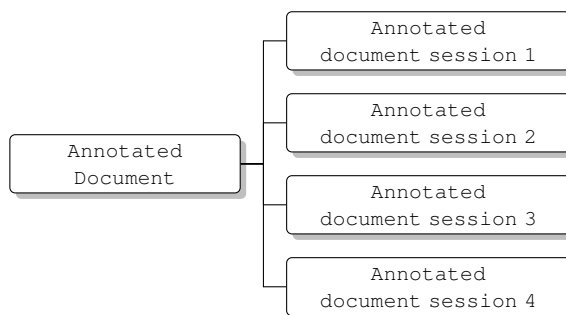 Annotated
document session 1
Annotated
document session 2
Annotated
Document
Annotated
document session 3
Annotated
document session 4